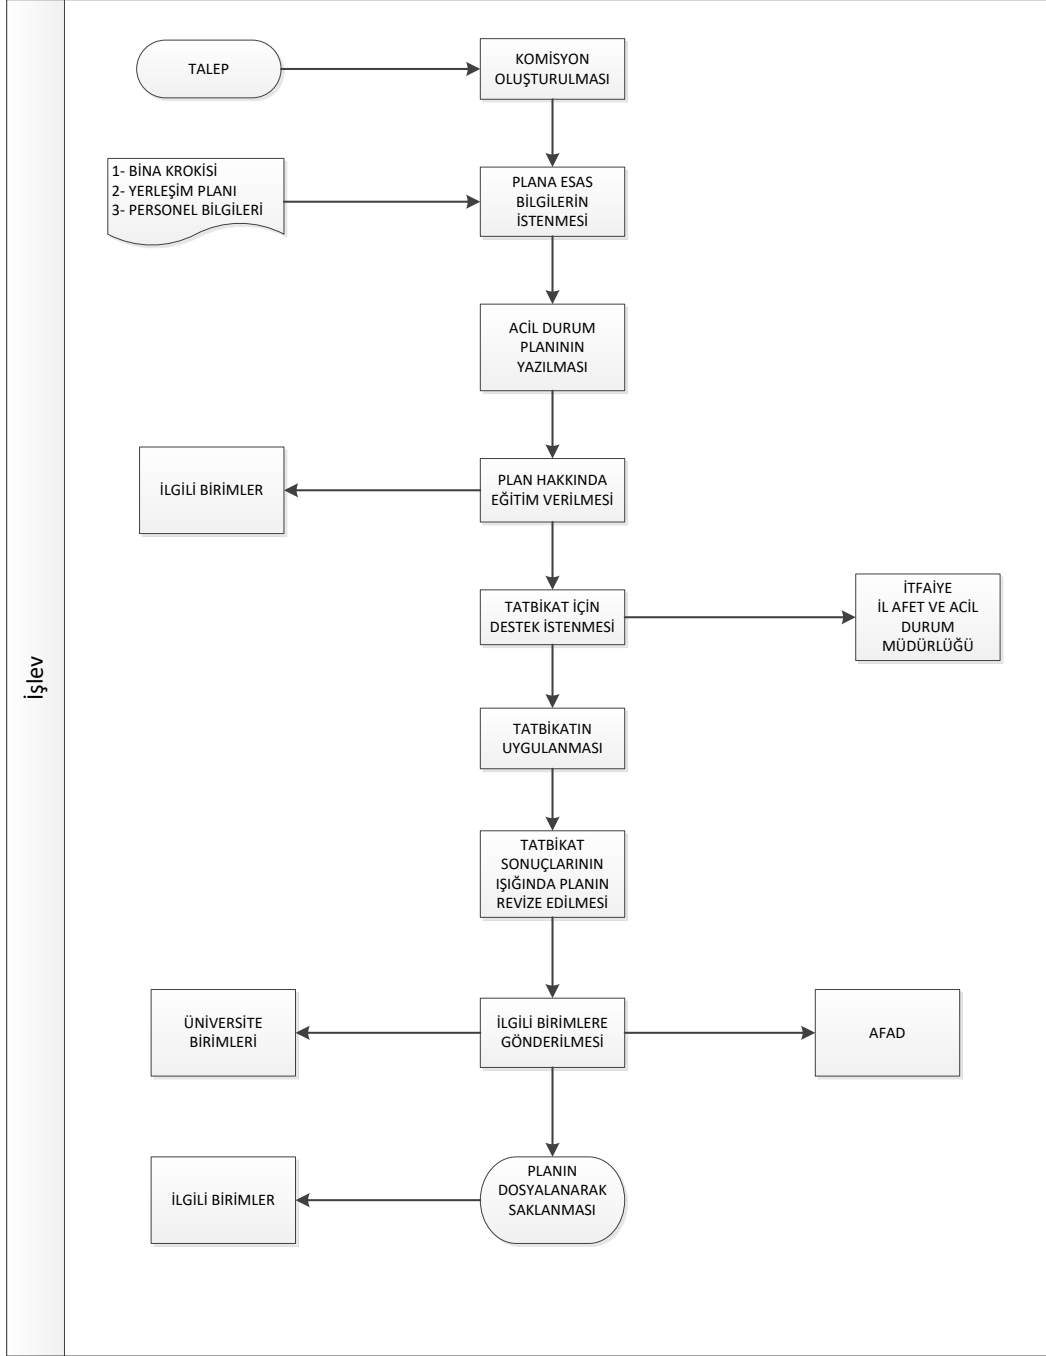 İşlev
TALEP
KOMİSYON
OLUŞTURULMASI
1- BİNA KROKİSİ
2- YERLEŞİM PLANI
3- PERSONEL BİLGİLERİ
PLANA ESAS
BİLGİLERİN
İSTENMESİ
ACİL DURUM
PLANININ
YAZILMASI
İLGİLİ BİRİMLER
PLAN HAKKINDA
EĞİTİM VERİLMESİ
TATBİKAT İÇİN
DESTEK İSTENMESİ
İTFAİYE
İL AFET VE ACİL
DURUM
MÜDÜRLÜĞÜ
TATBİKATIN
UYGULANMASI
TATBİKAT
SONUÇLARININ
IŞIĞINDA PLANIN
REVİZE EDİLMESİ
ÜNİVERSİTE
BİRİMLERİ
İLGİLİ BİRİMLERE
GÖNDERİLMESİ
AFAD
İLGİLİ BİRİMLER
PLANIN
DOSYALANARAK
SAKLANMASI